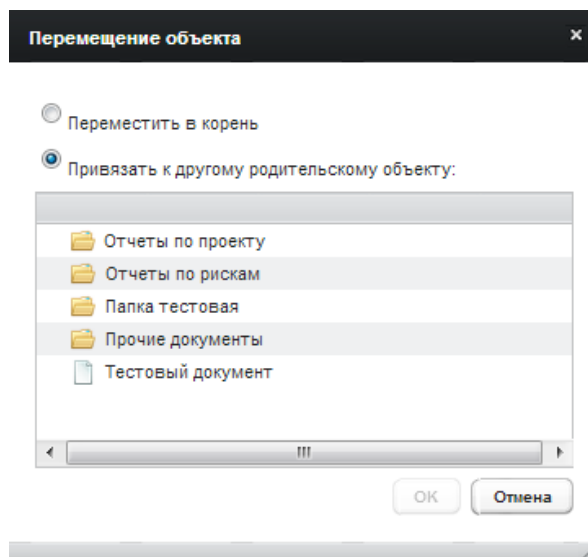 Перемещение объекта
Переместить в корень
Привязать к другому родительскому объекту:
Отчеты по проекту
Отчеты по рискам
Папка тестовая
Прочие документы
Тестовый документ
OK
Отмена